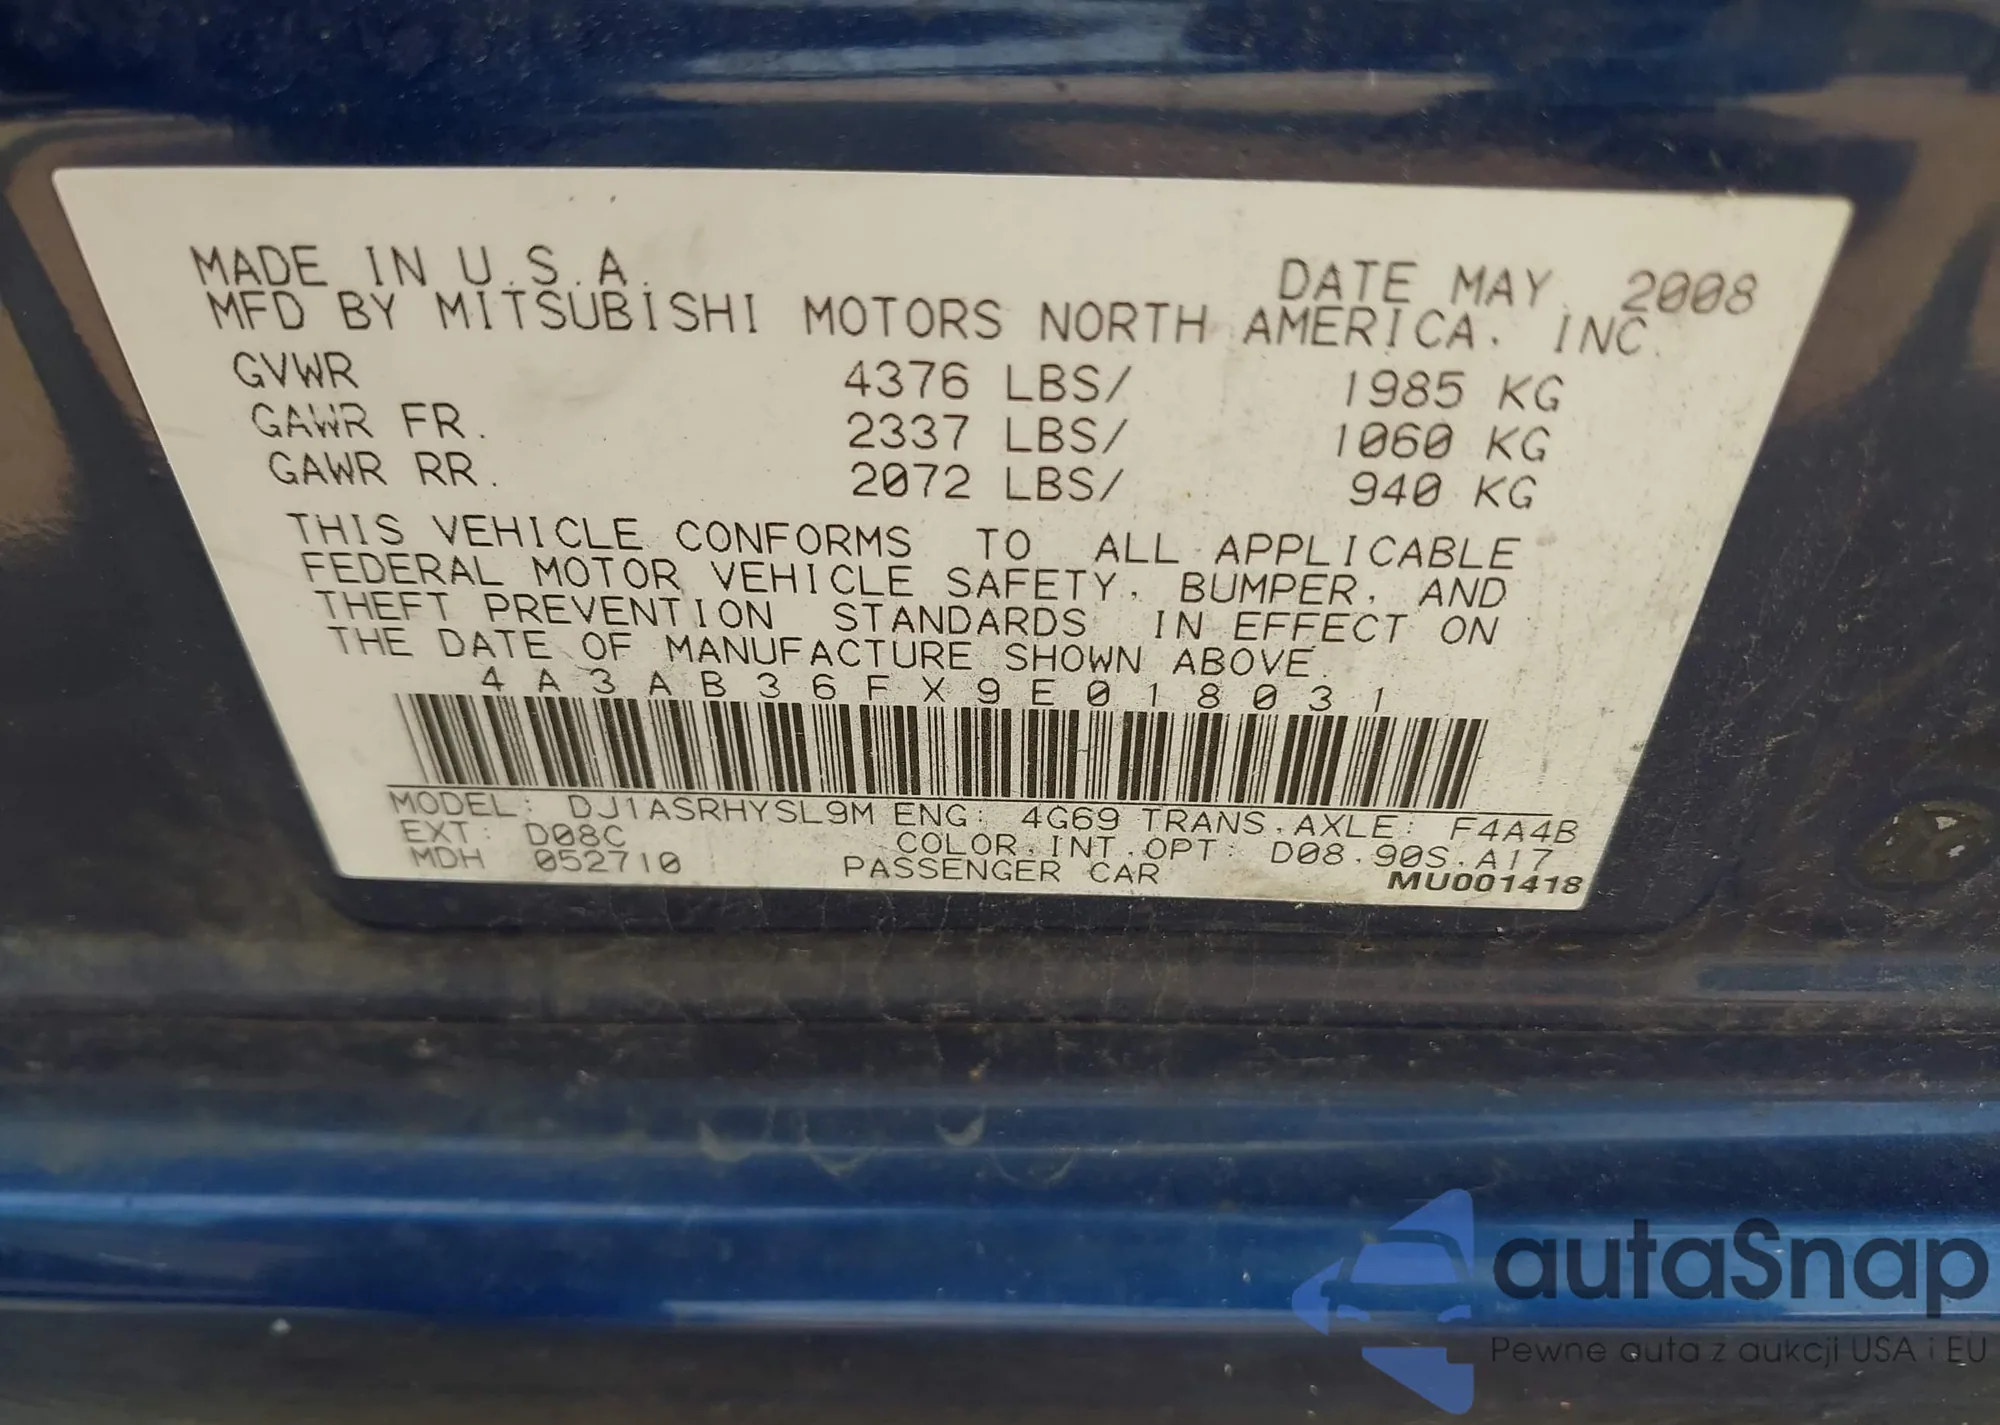 MADE IN U.S.A.
DATE MAY. 2008
MFD BY MITSUBISHI MOTORS NORTH AMERICA. INC.
GVWR 4376 LBS/ 1985 KG
GAWR FR. 2337 LBS/ 1060 KG
GAWR RR. 2072 LBS/ 940 KG
THIS VEHICLE CONFORMS TO ALL APPLICABLE
FEDERAL MOTOR VEHICLE SAFETY. BUMPER. AND
THEFT PREVENTION STANDARDS IN EFFECT ON
THE DATE OF MANUFACTURE SHOWN ABOVE.
4A3AB36FX9E018031
MODEL: DJ1ASRHYSL9M ENG: 4G69 TRANS.AXLE: F4A4B
EXT: D08C COLOR.INT.OPT: D08.90S.A17
MDH 052710 PASSENGER CAR MU001418
autaSnap
Pewne auta z aukcji USA i EU